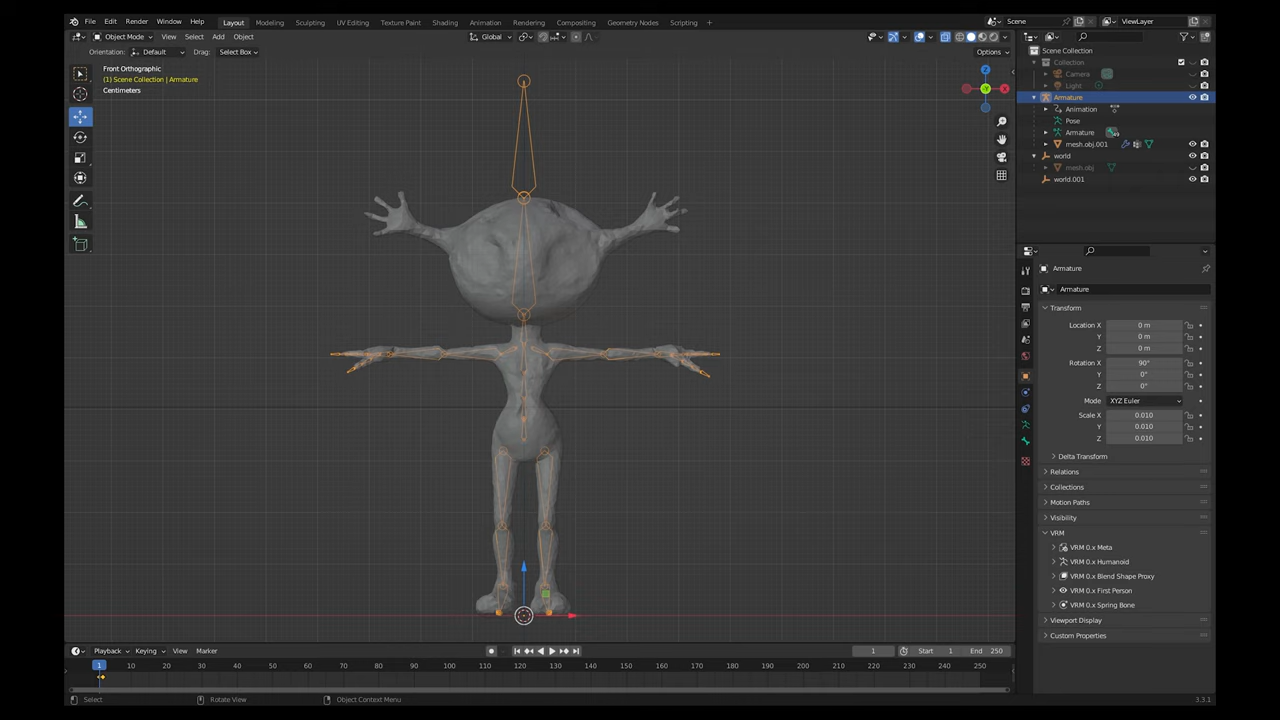 File Edit Render Window Help Layout Modeling Sculpting UV Editing Texture Paint Shading Animation Rendering Compositing Geometry Nodes Scripting + Scene ViewLayer
Object Mode View Select Add Object Global
Orientation: Default Drag: Select Box Options
Front Orthographic
(1) Scene Collection | Armature
Centimeters
Z
Y
X
Scene Collection
Collection
Camera
Light
Armature
Animation
Pose
Armature
mesh.obj.001
world
mesh.obj
world.001
Armature
Armature
Transform
Location X 0 m
Y 0 m
Z 0 m
Rotation X 90°
Y 0°
Z 0°
Mode XYZ Euler
Scale X 0.010
Y 0.010
Z 0.010
Delta Transform
Relations
Collections
Motion Paths
Visibility
VRM
VRM 0.x Meta
VRM 0.x Humanoid
VRM 0.x Blend Shape Proxy
VRM 0.x First Person
VRM 0.x Spring Bone
Viewport Display
Custom Properties
Playback Keying View Marker 1 Start 1 End 250
1 10 20 30 40 50 60 70 80 90 100 110 120 130 140 150 160 170 180 190 200 210 220 230 240 250
Select Rotate View Object Context Menu 3.3.1